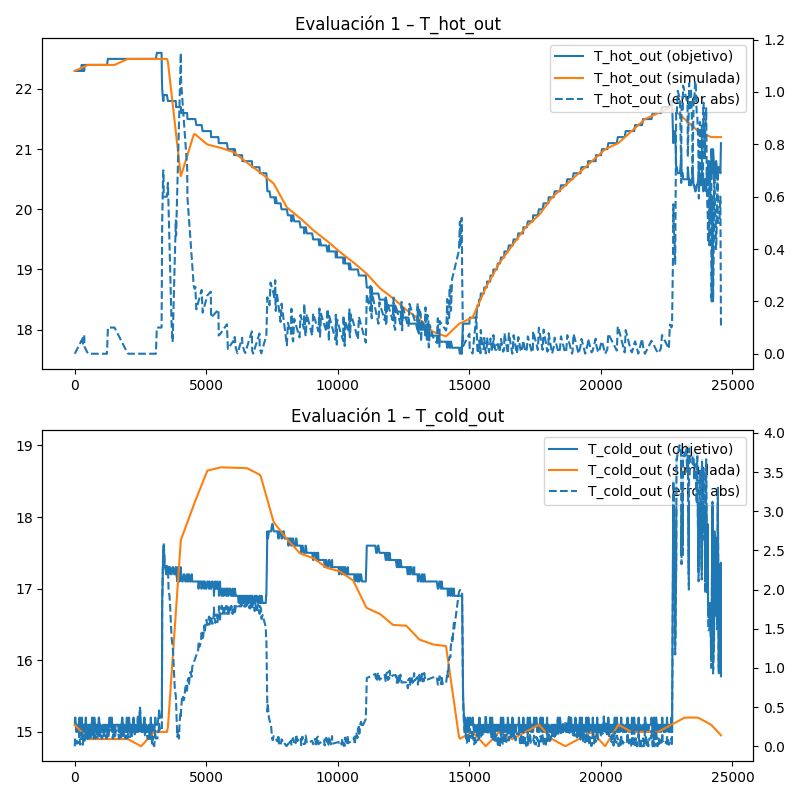 Evaluación 1 – T_hot_out
T_hot_out (objetivo)
T_hot_out (simulada)
T_hot_out (error abs)
22
21
20
19
18
1.2
1.0
0.8
0.6
0.4
0.2
0.0
0 5000 10000 15000 20000 25000
Evaluación 1 – T_cold_out
T_cold_out (objetivo)
T_cold_out (simulada)
T_cold_out (error abs)
19
18
17
16
15
4.0
3.5
3.0
2.5
2.0
1.5
1.0
0.5
0.0
0 5000 10000 15000 20000 25000